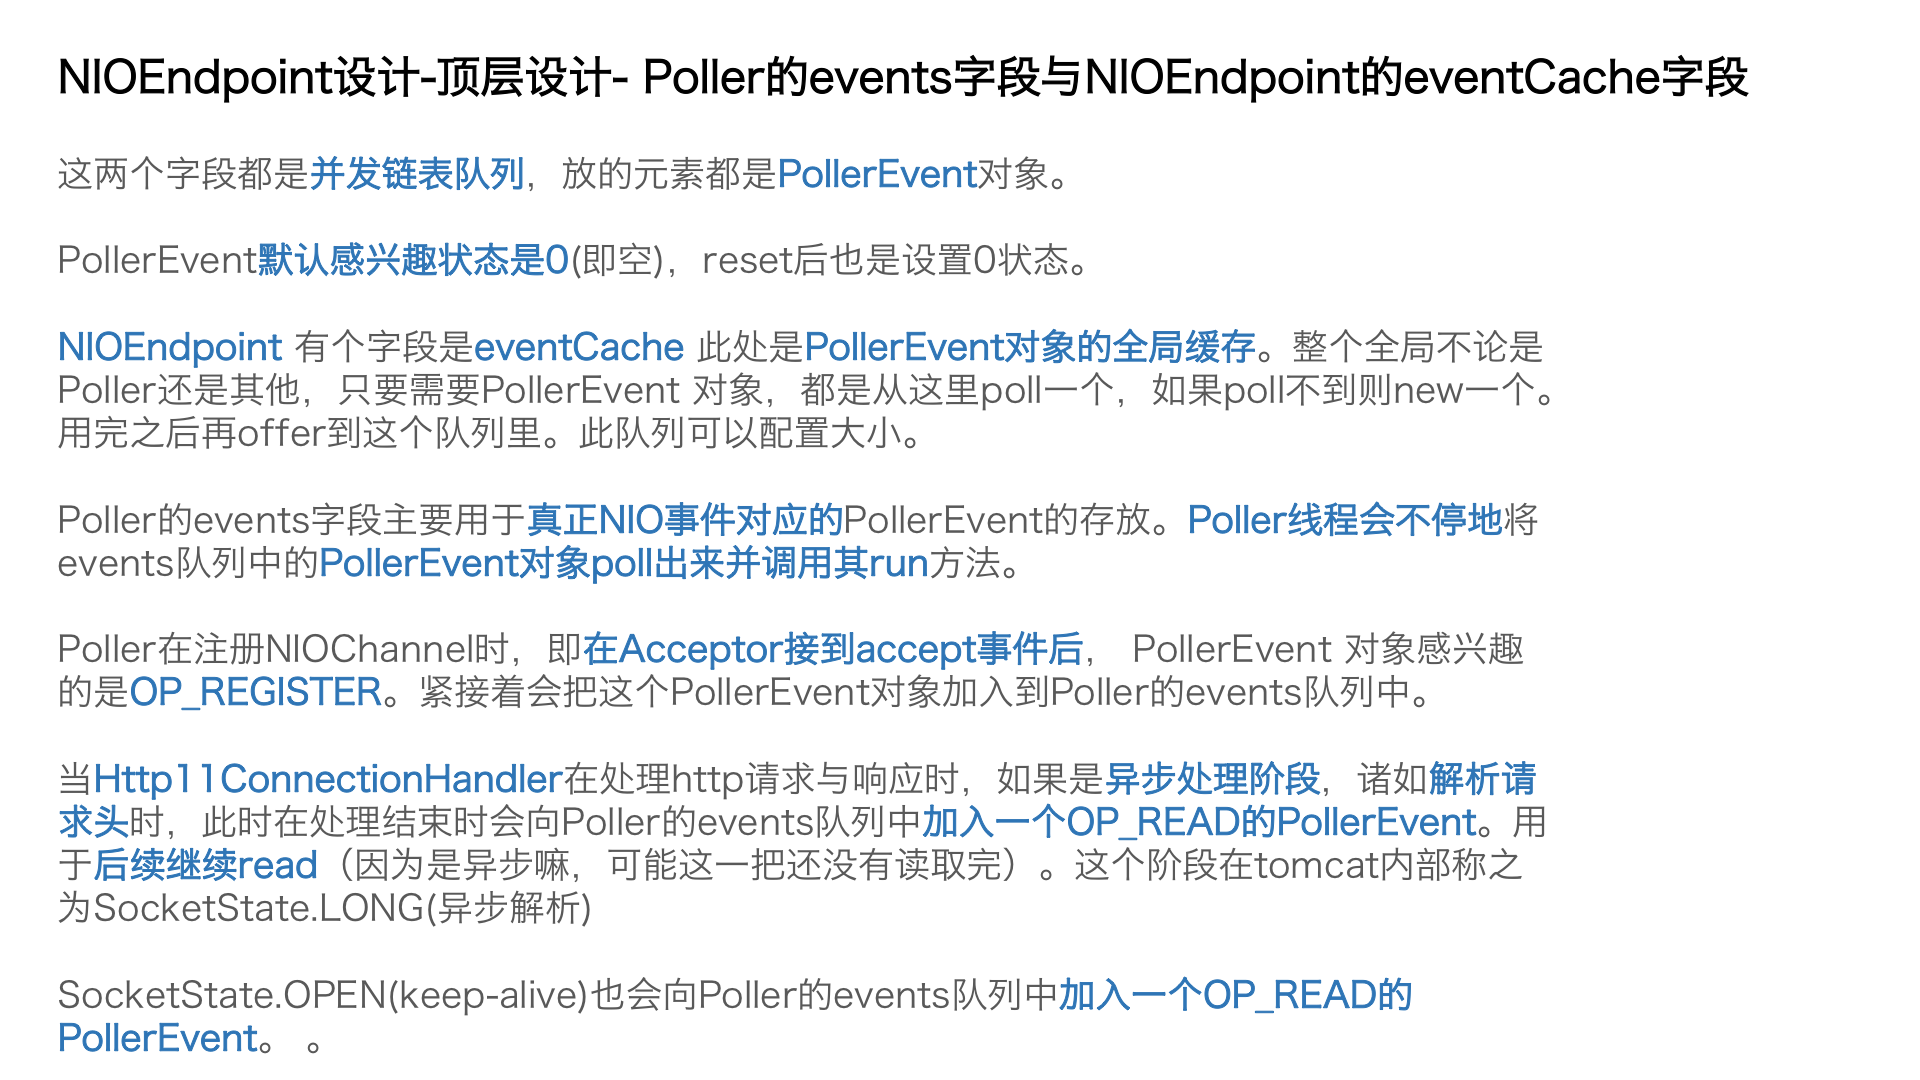 NIOEndpoint设计-顶层设计- Poller的events字段与NIOEndpoint的eventCache字段
这两个字段都是并发链表队列，放的元素都是PollerEvent对象。
PollerEvent默认感兴趣状态是0(即空)，reset后也是设置0状态。
NIOEndpoint 有个字段是eventCache 此处是PollerEvent对象的全局缓存。整个全局不论是
Poller还是其他，只要需要PollerEvent 对象，都是从这里poll一个，如果poll不到则new一个。
用完之后再offer到这个队列里。此队列可以配置大小。
Poller的events字段主要用于真正NIO事件对应的PollerEvent的存放。Poller线程会不停地将
events队列中的PollerEvent对象poll出来并调用其run方法。
Poller在注册NIOChannel时，即在Acceptor接到accept事件后， PollerEvent 对象感兴趣
的是OP_REGISTER。紧接着会把这个PollerEvent对象加入到Poller的events队列中。
当Http11ConnectionHandler在处理http请求与响应时，如果是异步处理阶段，诸如解析请
求头时，此时在处理结束时会向Poller的events队列中加入一个OP_READ的PollerEvent。用
于后续继续read（因为是异步嘛，可能这一把还没有读取完）。这个阶段在tomcat内部称之
为SocketState.LONG(异步解析)
SocketState.OPEN(keep-alive)也会向Poller的events队列中加入一个OP_READ的
PollerEvent。 。